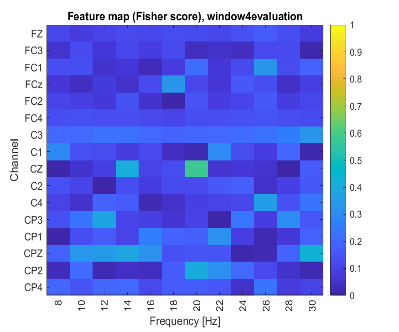 Feature map (Fisher score), window4evaluation
FZ
FC3
FC1
FCz
FC2
FC4
C3
C1
CZ
C2
C4
CP3
CP1
CPZ
CP2
CP4
Channel
8 10 12 14 16 18 20 22 24 26 28 30
Frequency [Hz]
1
0.9
0.8
0.7
0.6
0.5
0.4
0.3
0.2
0.1
0